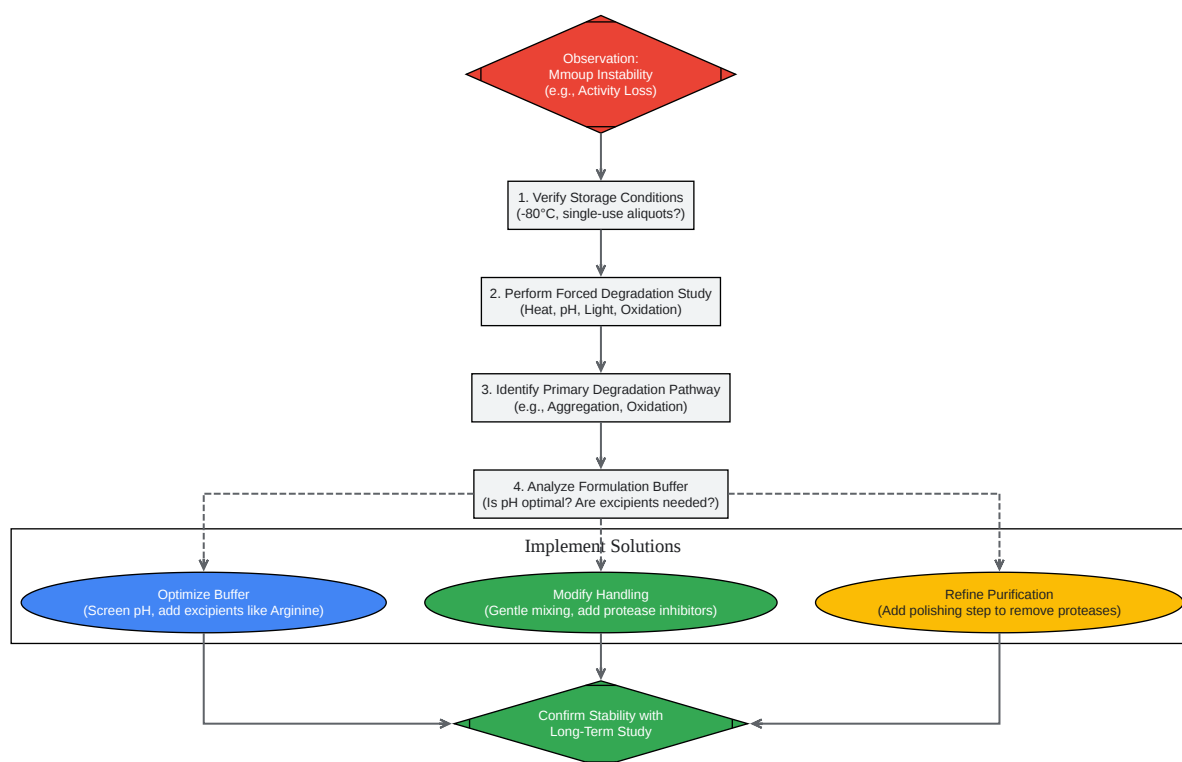 Observation:
Mmoup Instability
(e.g., Activity Loss)
1. Verify Storage Conditions
(-80°C, single-use aliquots?)
2. Perform Forced Degradation Study
(Heat, pH, Light, Oxidation)
3. Identify Primary Degradation Pathway
(e.g., Aggregation, Oxidation)
4. Analyze Formulation Buffer
(Is pH optimal? Are excipients needed?)
Implement Solutions
Optimize Buffer
(Screen pH, add excipients like Arginine)
Modify Handling
(Gentle mixing, add protease inhibitors)
Refine Purification
(Add polishing step to remove proteases)
Confirm Stability with
Long-Term Study